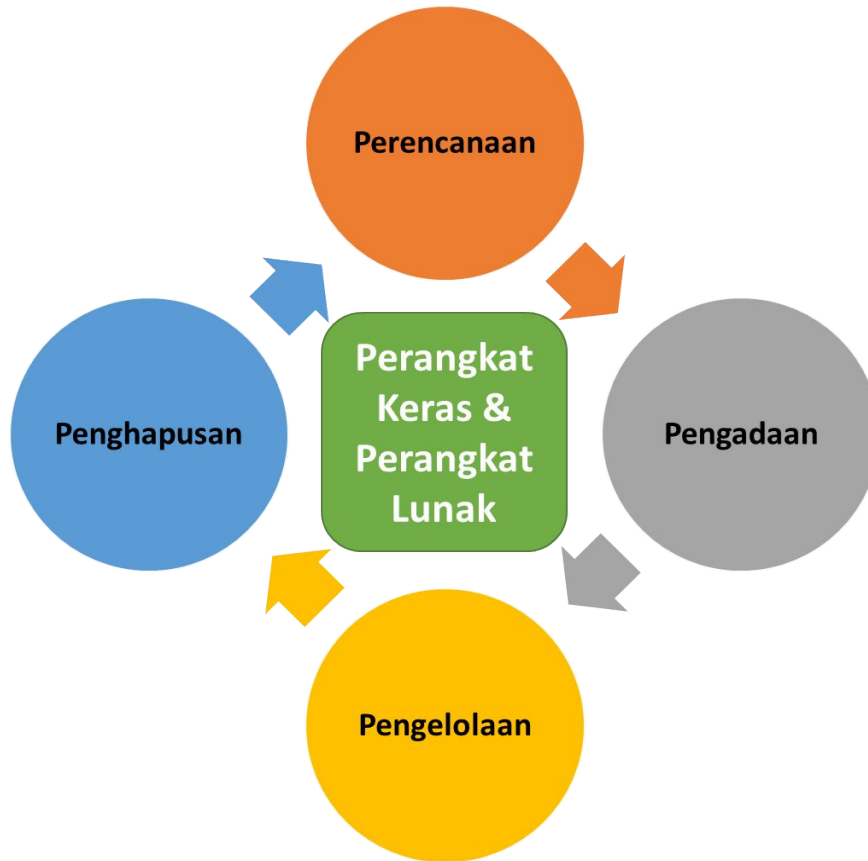 Perencanaan
Perangkat
Keras &
Perangkat
Lunak
Penghapusan
Pengadaan
Pengelolaan